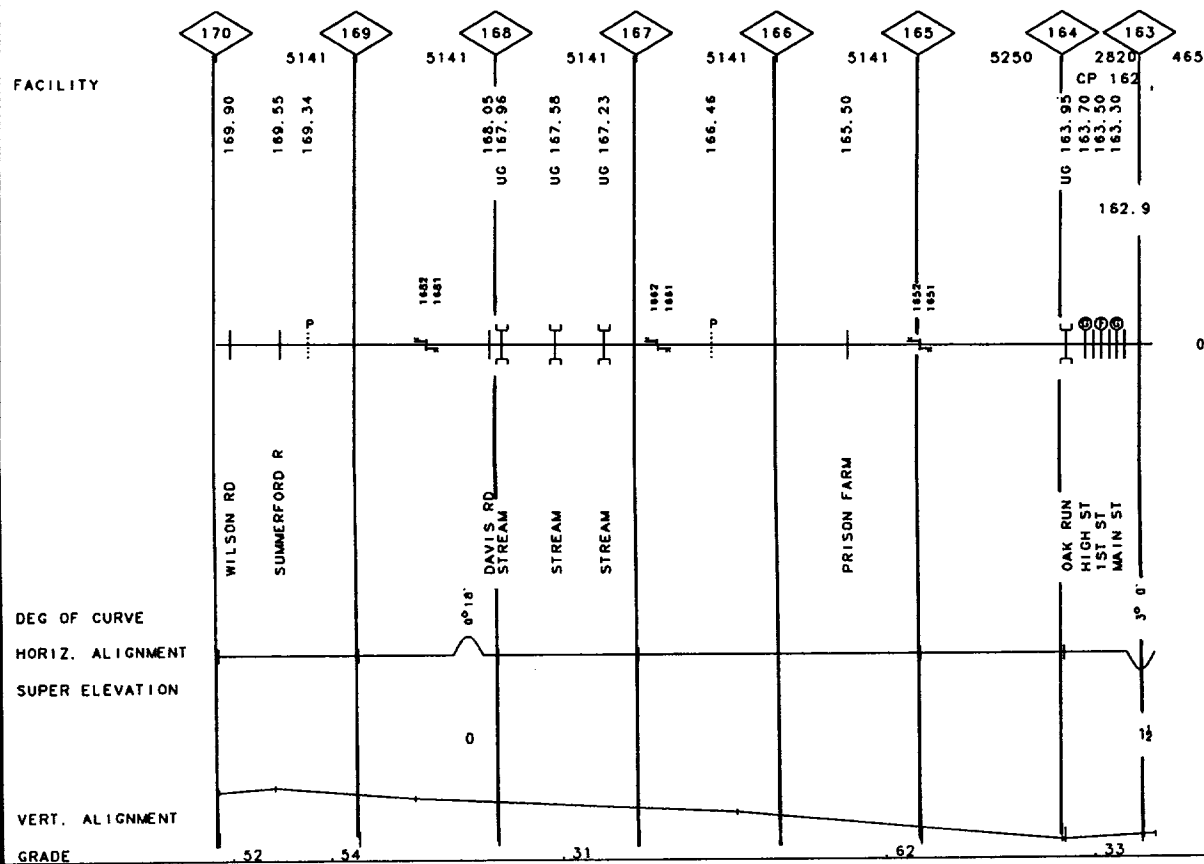 170 169 168 167 166 165 164 163
5141 5141 5141 5141 5141 5250 2820 465
FACILITY
CP 162
169.90
169.55
169.34
168.05
UG 167.96
UG 167.58
UG 167.23
166.46
165.50
UG 163.95
163.70
163.50
163.30
162.9
1682
1681
1662
1661
1652
1651
P
P
G
F
G
0
WILSON RD
SUMMERFORD R
DAVIS RD
STREAM
STREAM
STREAM
PRISON FARM
OAK RUN
HIGH ST
1ST ST
MAIN ST
DEG OF CURVE
0°18'
3° 0'
HORIZ. ALIGNMENT
SUPER ELEVATION
0
1½
VERT. ALIGNMENT
GRADE .52 .54 .31 .62 .33